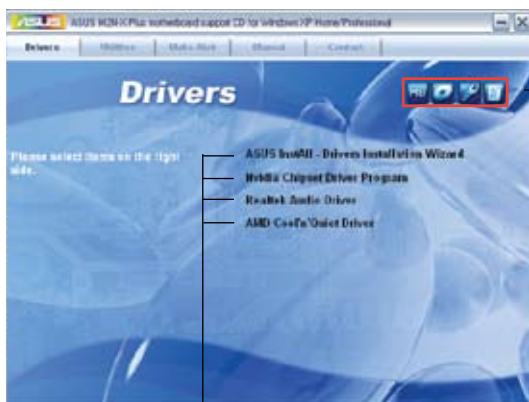 ASUS M2N-X Plus motherboard support CD for Windows XP Home/Professional
Drivers Utilities Make Disk Manual Contact
Drivers
Please select items on the right side.
ASUS InstAll - Drivers Installation Wizard
Nvidia Chipset Driver Program
Realtek Audio Driver
AMD Cool'n'Quiet Driver